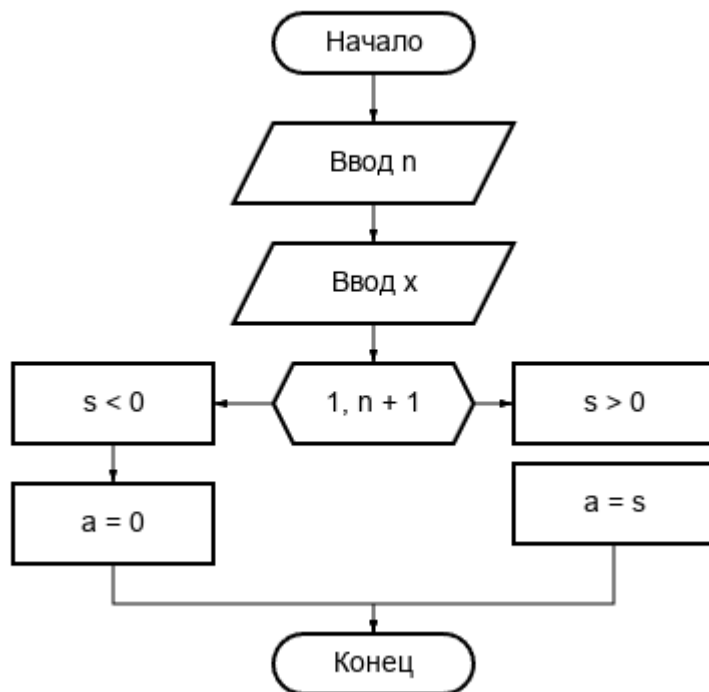 Начало
Ввод n
Ввод x
s < 0
1, n + 1
s > 0
a = 0
a = s
Конец